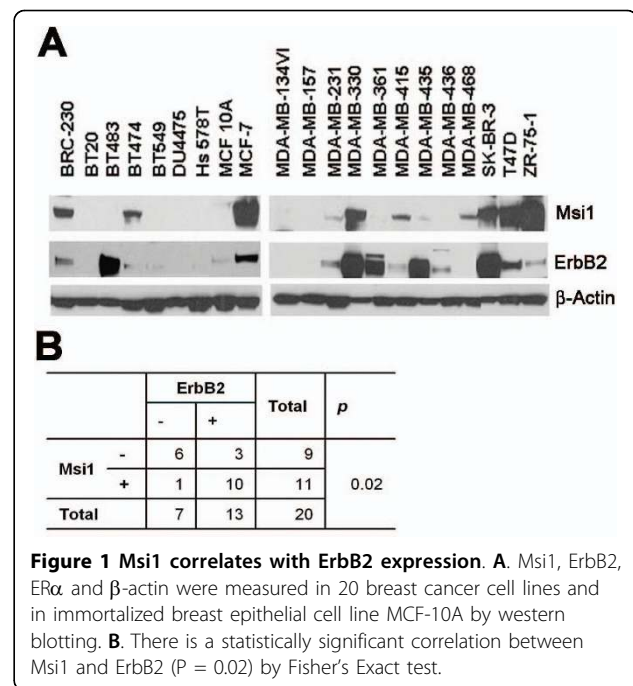 A
BRC-230
BT20
BT483
BT474
BT549
DU4475
Hs 578T
MCF 10A
MCF-7
MDA-MB-134VI
MDA-MB-157
MDA-MB-231
MDA-MB-330
MDA-MB-361
MDA-MB-415
MDA-MB-435
MDA-MB-436
MDA-MB-468
SK-BR-3
T47D
ZR-75-1
Msi1
ErbB2
β-Actin
B
ErbB2 Total p
- +
Msi1 - 6 3 9
+ 1 10 11 0.02
Total 7 13 20
Figure 1 Msi1 correlates with ErbB2 expression. A. Msi1, ErbB2,
ERα and β-actin were measured in 20 breast cancer cell lines and
in immortalized breast epithelial cell line MCF-10A by western
blotting. B. There is a statistically significant correlation between
Msi1 and ErbB2 (P = 0.02) by Fisher's Exact test.